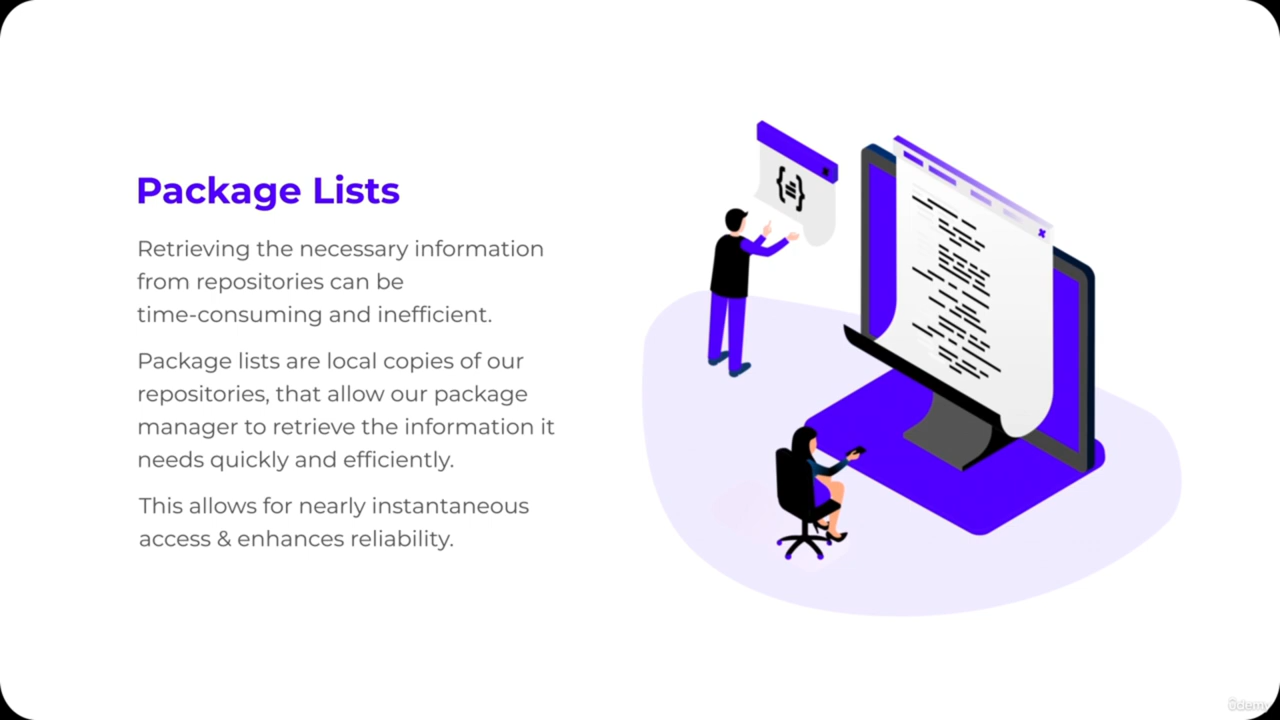 Package Lists
Retrieving the necessary information
from repositories can be
time-consuming and inefficient.
Package lists are local copies of our
repositories, that allow our package
manager to retrieve the information it
needs quickly and efficiently.
This allows for nearly instantaneous
access & enhances reliability.
{=}
ûdemy